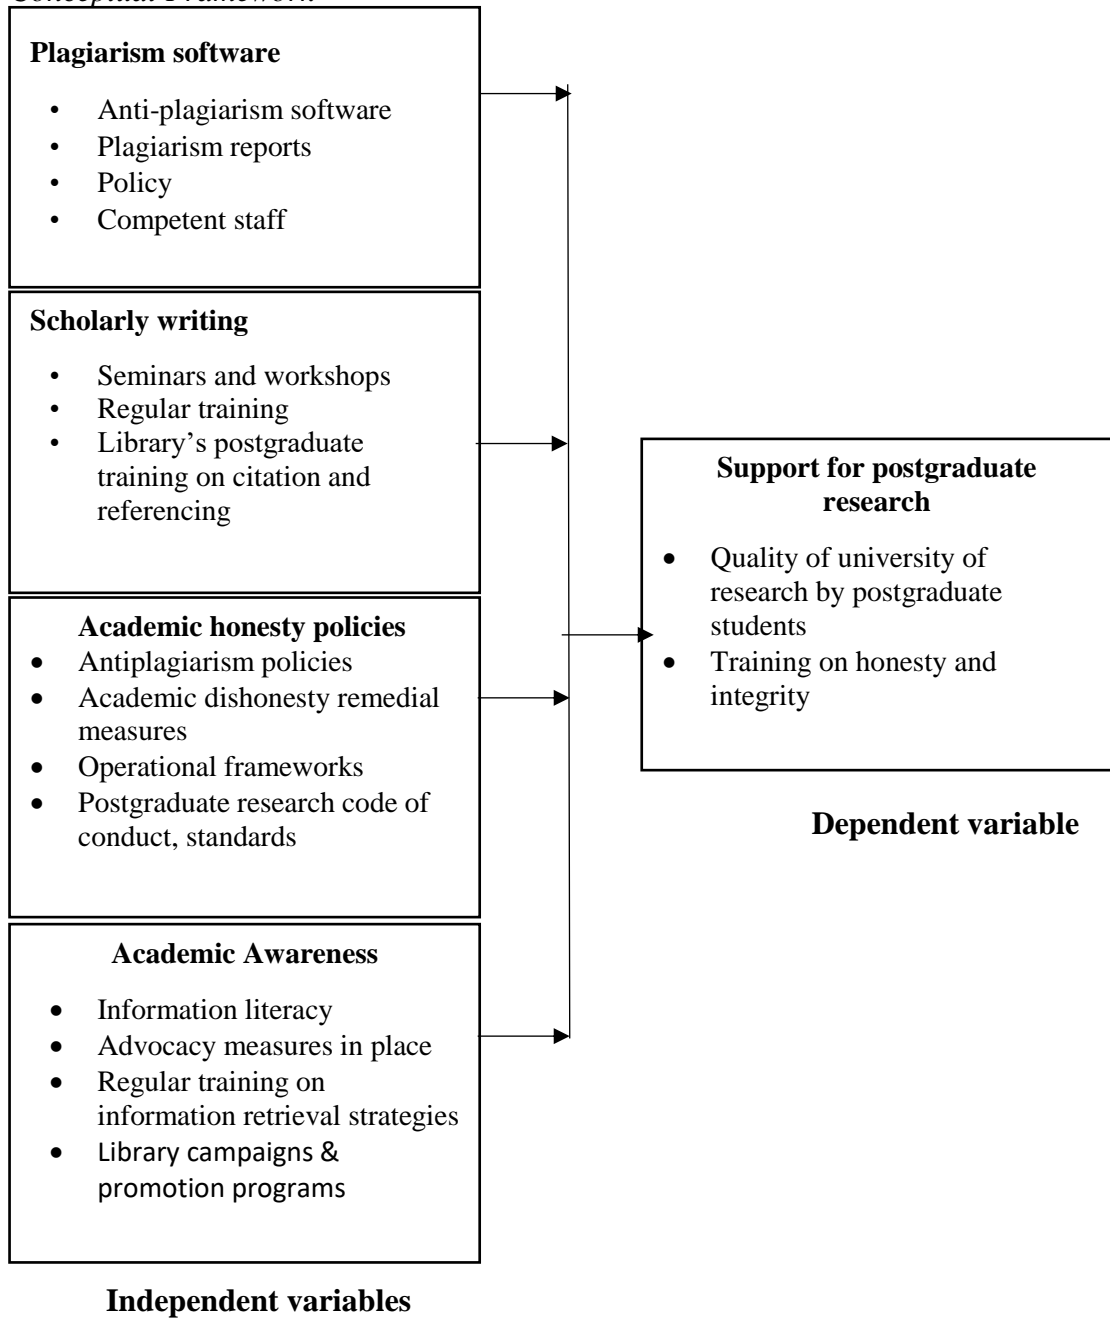 Conceptual Framework
Plagiarism software
• Anti-plagiarism software
• Plagiarism reports
• Policy
• Competent staff
Scholarly writing
• Seminars and workshops
• Regular training
• Library’s postgraduate
training on citation and
referencing
Academic honesty policies
• Antiplagiarism policies
• Academic dishonesty remedial
measures
• Operational frameworks
• Postgraduate research code of
conduct, standards
Academic Awareness
• Information literacy
• Advocacy measures in place
• Regular training on
information retrieval strategies
• Library campaigns &
promotion programs
Independent variables
Support for postgraduate
research
• Quality of university of
research by postgraduate
students
• Training on honesty and
integrity
Dependent variable